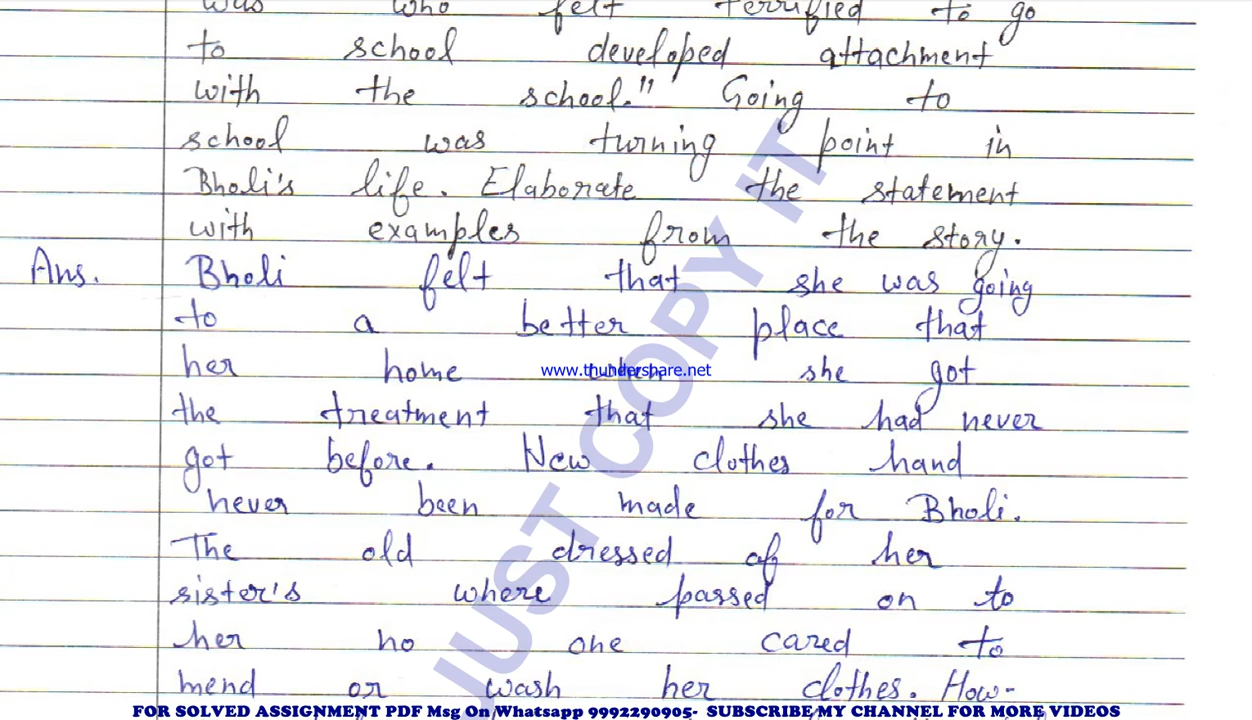 was who felt terrified to go
to school developed attachment
with the school." Going to
school was turning point in
Bholi's life. Elaborate the statement
with examples from the story.
Ans. Bholi felt that she was going
to a better place that
her home when she got
www.thundershare.net
the treatment that she had never
got before. New clothes hand
never been made for Bholi.
The old dressed of her
sister's where passed on to
her no one cared to
mend or wash her clothes. How-
JUST COPY IT
FOR SOLVED ASSIGNMENT PDF Msg On Whatsapp 9992290905- SUBSCRIBE MY CHANNEL FOR MORE VIDEOS